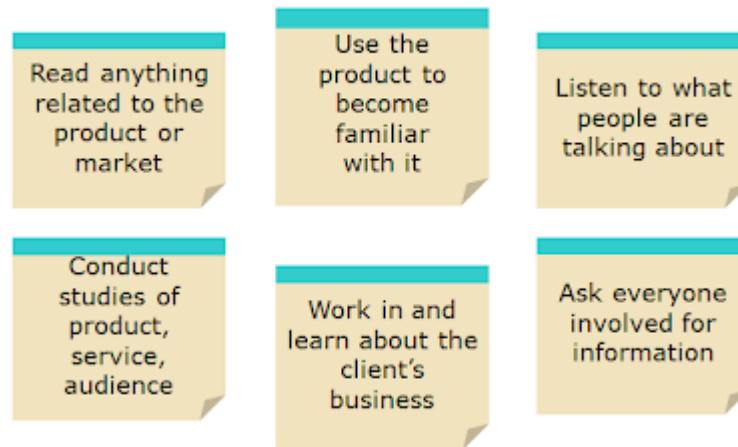 Read anything
related to the
product or
market
Use the
product to
become
familiar
with it
Listen to what
people are
talking about
Conduct
studies of
product,
service,
audience
Work in and
learn about the
client's
business
Ask everyone
involved for
information